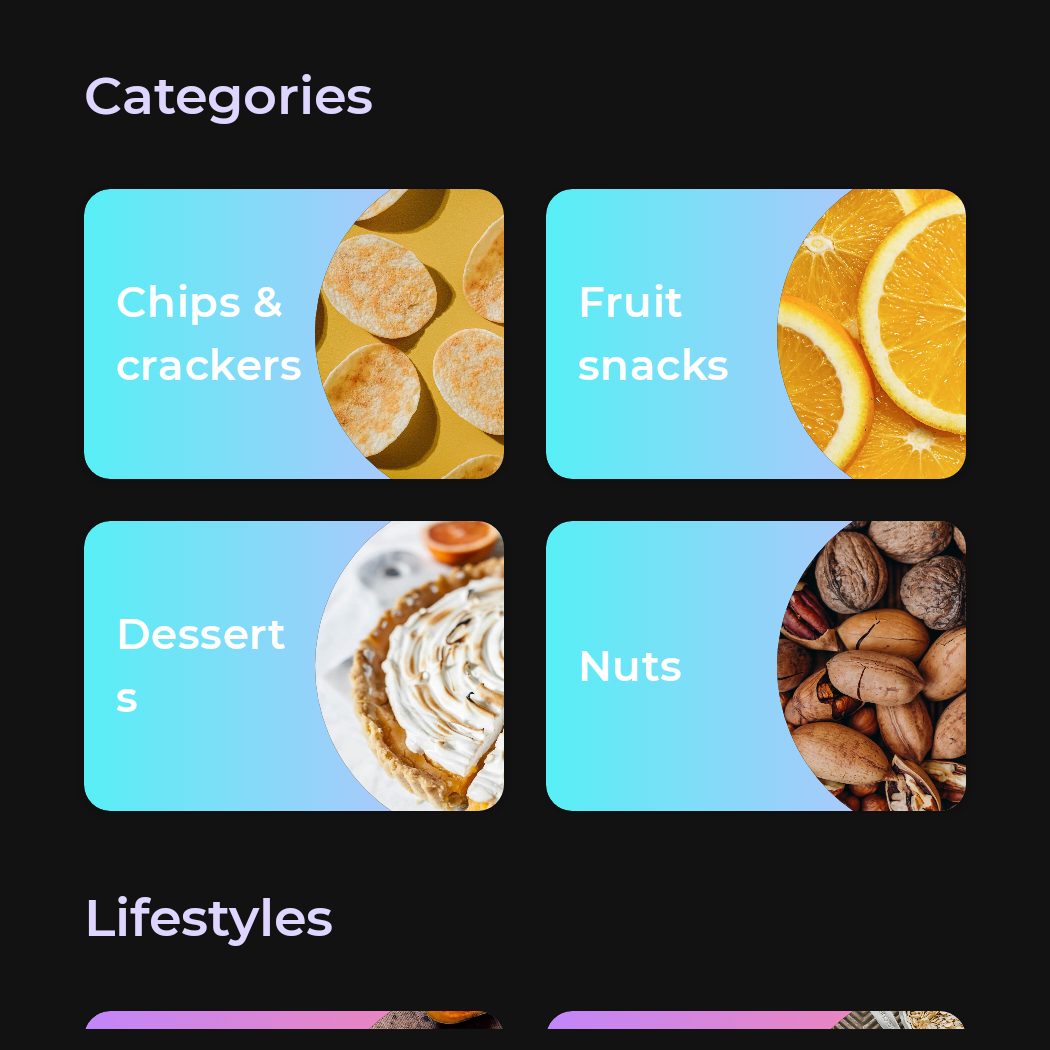 Categories
Chips &
crackers
Fruit
snacks
Dessert
s
Nuts
Lifestyles